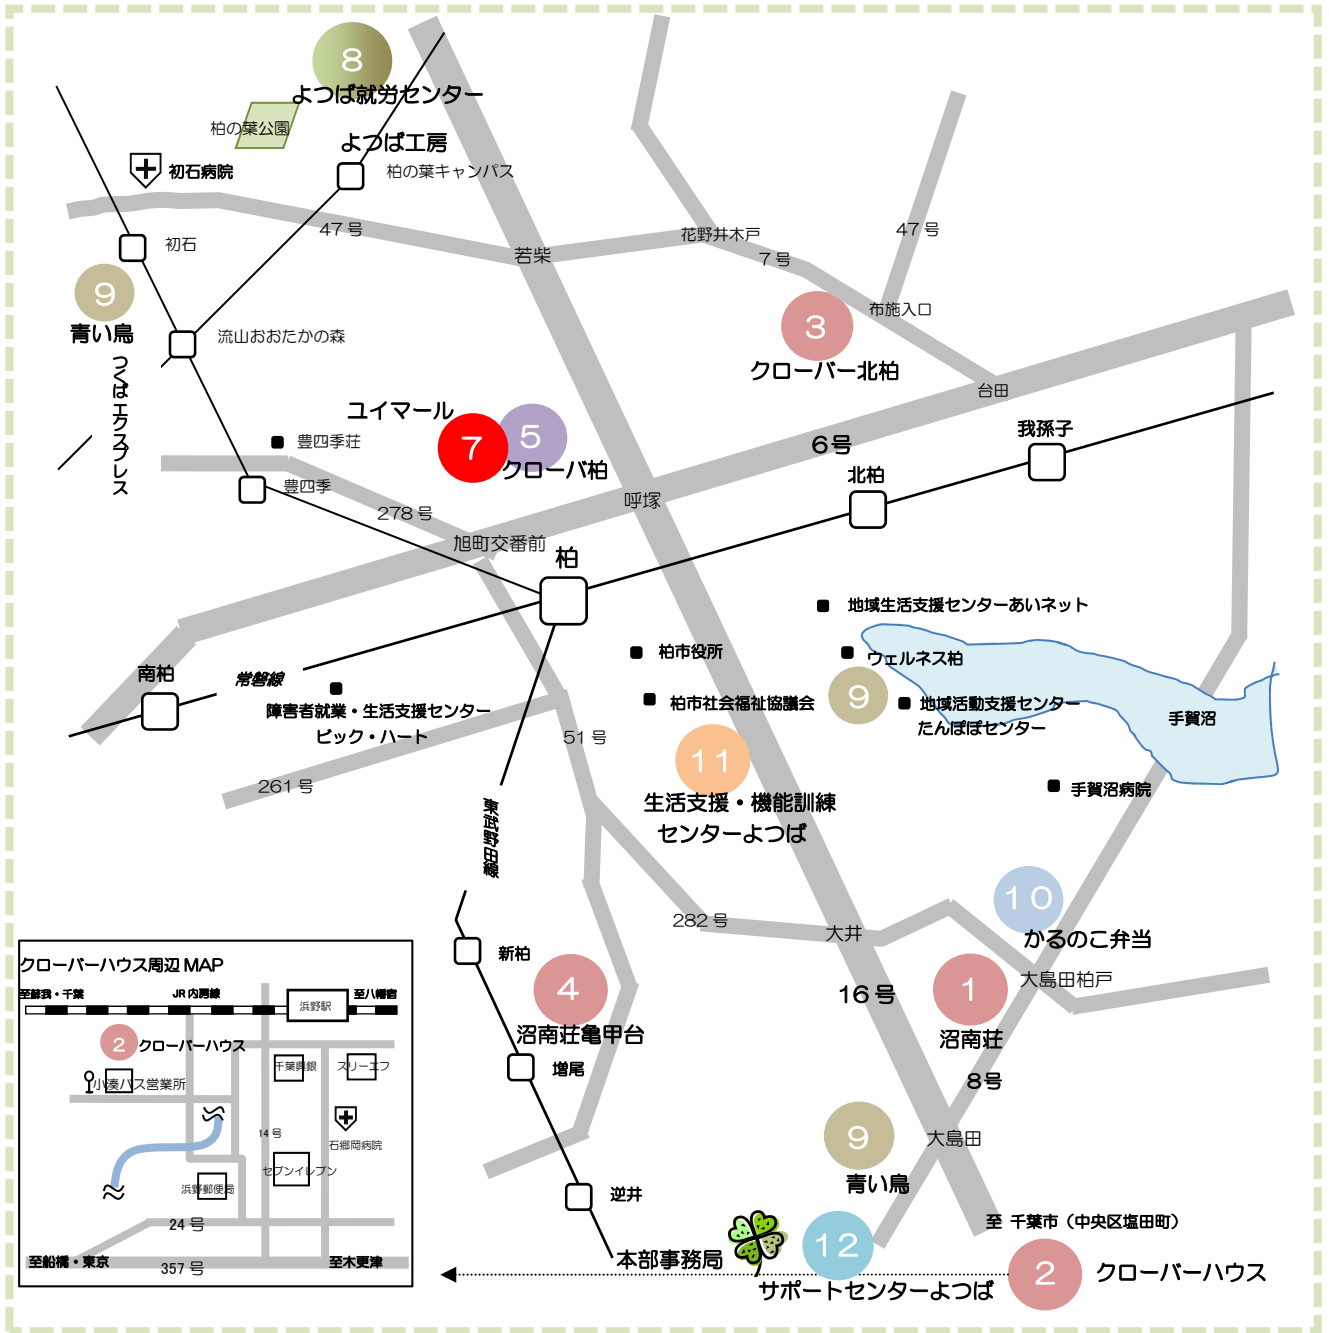 8
よつば就労センター
柏の葉公園
よつば工房
初石病院
柏の葉キャンパス
47号
初石
若柴
花野井木戸
7号
47号
9
青い鳥
流山おおたかの森
布施入口
3
クローバー北柏
つくばエクスプレス
台田
ユイマール
7
5
クローバ柏
豊四季荘
豊四季
278号
6号
我孫子
北柏
呼塚
旭町交番前
柏
地域生活支援センターあいネット
柏市役所
ウェルネス柏
南柏
常磐線
障害者就業・生活支援センター
ビック・ハート
柏市社会福祉協議会
9
地域活動支援センター
たんぽぽセンター
手賀沼
51号
11
261号
手賀沼病院
生活支援・機能訓練
センターよつば
東武野田線
10
282号
大井
かるのこ弁当
新柏
4
沼南荘亀甲台
16号
1
大島田柏戸
沼南荘
増尾
8号
9
大島田
青い鳥
逆井
至 千葉市（中央区塩田町）
本部事務局
12
サポートセンターよつば
2
クローバーハウス
クローバーハウス周辺 MAP
至蘇我・千葉
JR内房線
浜野駅
至八幡宿
2
クローバーハウス
千葉興銀
スリーエフ
小湊バス営業所
14号
石郷岡病院
セブンイレブン
浜野郵便局
24号
至船橋・東京
357号
至木更津